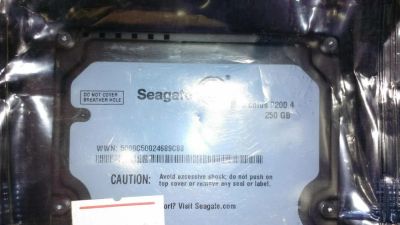 DO NOT COVER
BREATHER HOLE
Seagate
250 GB
WWN:
CAUTION: Avoid excessive shock; do not push on
top cover or remove any seal or label.
Visit Seagate.com